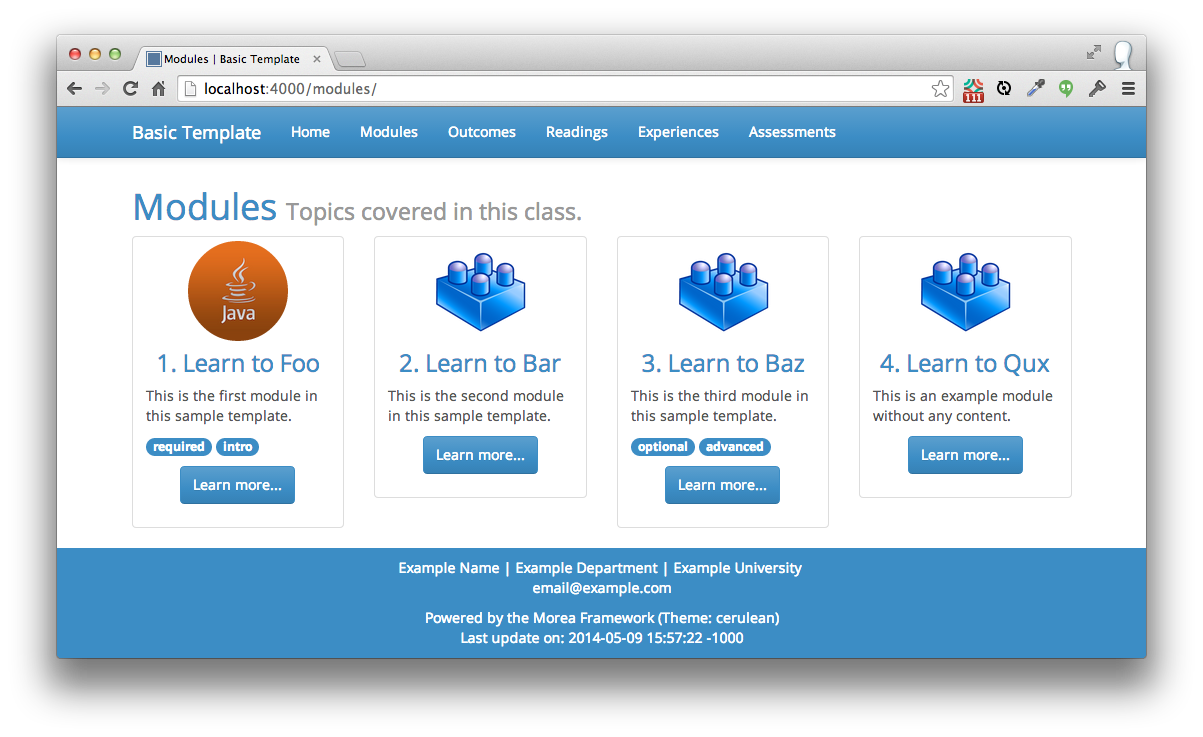 Modules | Basic Template
localhost:4000/modules/
111
Basic Template Home Modules Outcomes Readings Experiences Assessments
Modules Topics covered in this class.
Java
1. Learn to Foo
This is the first module in
this sample template.
required intro
Learn more...
2. Learn to Bar
This is the second module
in this sample template.
Learn more...
3. Learn to Baz
This is the third module in
this sample template.
optional advanced
Learn more...
4. Learn to Qux
This is an example module
without any content.
Learn more...
Example Name | Example Department | Example University
email@example.com
Powered by the Morea Framework (Theme: cerulean)
Last update on: 2014-05-09 15:57:22 -1000